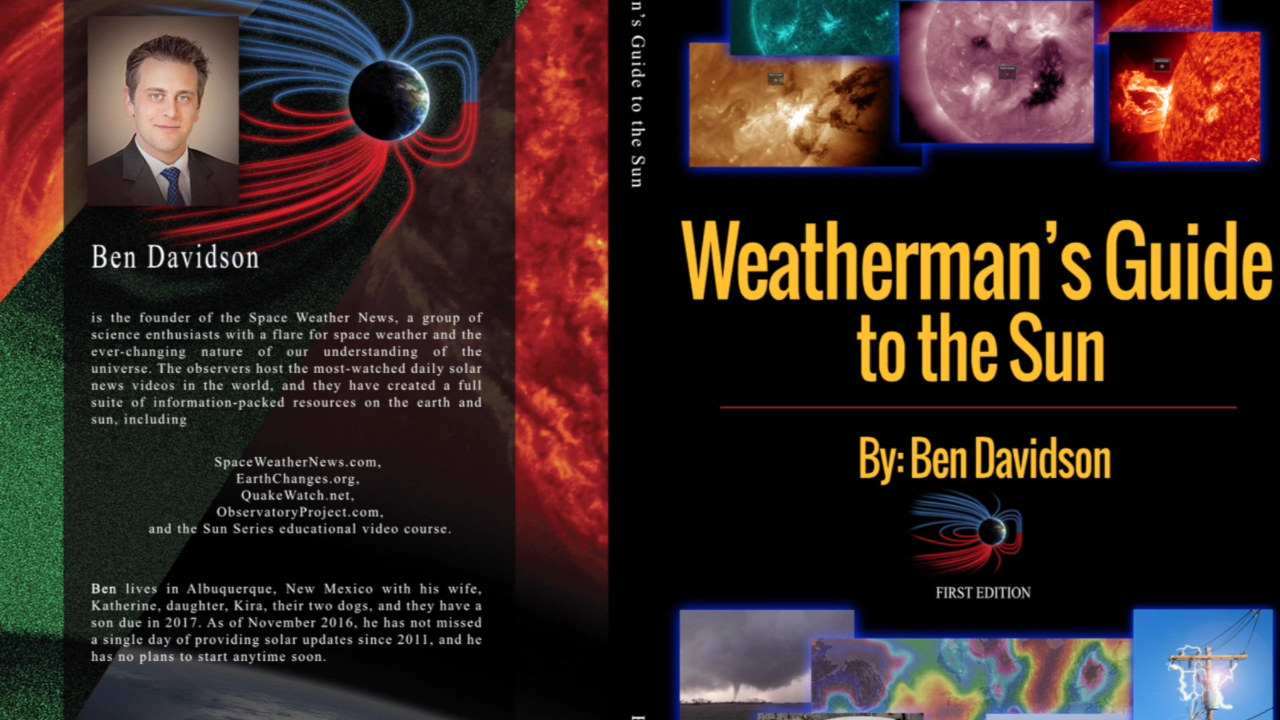 Ben Davidson
is the founder of the Space Weather News, a group of
science enthusiasts with a flare for space weather and the
ever-changing nature of our understanding of the
universe. The observers host the most-watched daily solar
news videos in the world, and they have created a full
suite of information-packed resources on the earth and
sun, including
SpaceWeatherNews.com,
EarthChanges.org,
QuakeWatch.net,
ObservatoryProject.com,
and the Sun Series educational video course.
Ben lives in Albuquerque, New Mexico with his wife,
Katherine, daughter, Kira, their two dogs, and they have a
son due in 2017. As of November 2016, he has not missed
a single day of providing solar updates since 2011, and he
has no plans to start anytime soon.
n's Guide to the Sun
Weatherman's Guide
to the Sun
By: Ben Davidson
FIRST EDITION